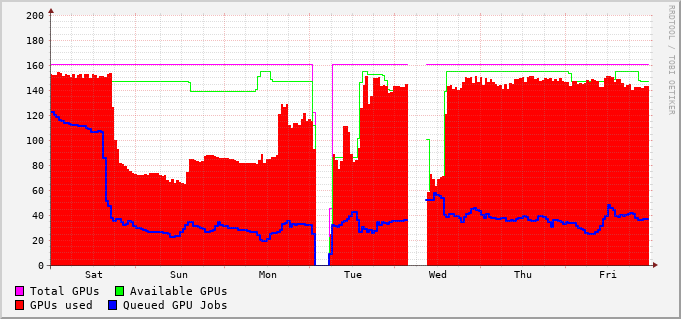 200
180
160
140
120
100
80
60
40
20
0
Sat Sun Mon Tue Wed Thu Fri
Total GPUs Available GPUs
GPUs used Queued GPU Jobs
RRDTOOL / TOBI OETIKER